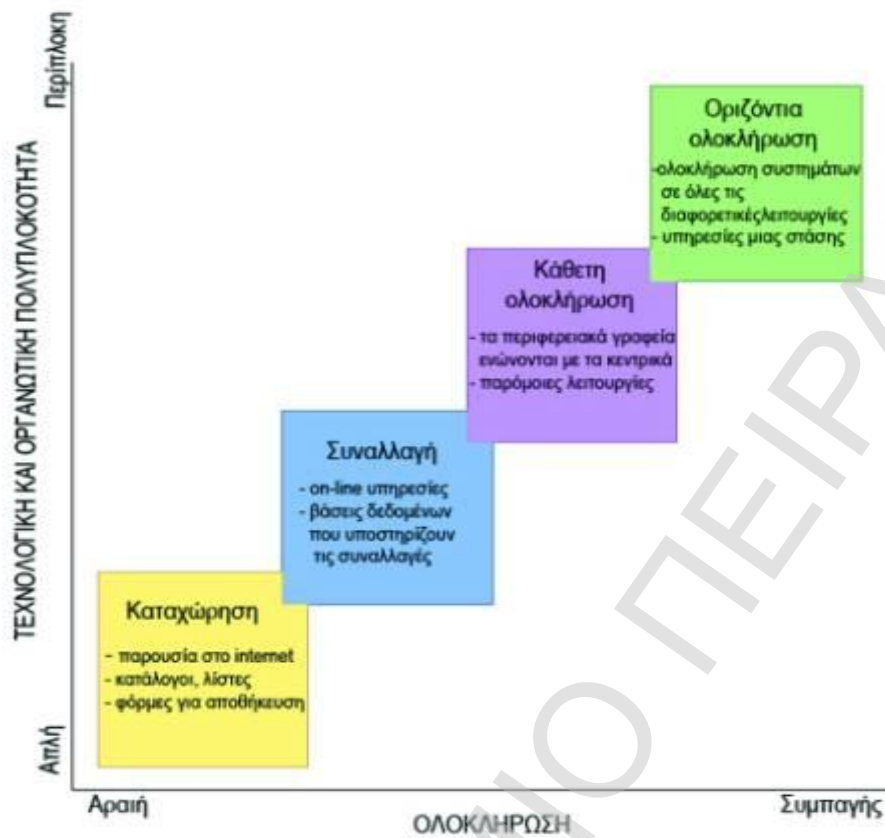 Περίπλοκη
ΤΕΧΝΟΛΟΓΙΚΗ ΚΑΙ ΟΡΓΑΝΩΤΙΚΗ ΠΟΛΥΠΛΟΚΟΤΗΤΑ
Απλή
Οριζόντια
ολοκλήρωση
-ολοκλήρωση συστημάτων
σε όλες τις
διαφορετικέςλειτουργίες
- υπηρεσίες μιας στάσης
Κάθετη
ολοκλήρωση
- τα περιφερειακά γραφεία
ενώνονται με τα κεντρικά
- παρόμοιες λειτουργίες
Συναλλαγή
- on-line υπηρεσίες
- βάσεις δεδομένων
που υποστηρίζουν
τις συναλλαγές
Καταχώρηση
- παρουσία στο internet
- κατάλογοι, λίστες
- φόρμες για αποθήκευση
Αραιή
Συμπαγής
ΟΛΟΚΛΗΡΩΣΗ
ΜΙΟ ΠΕΙΡΑ